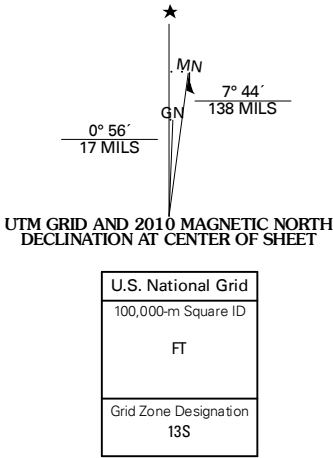 ★
MN
7° 44´
138 MILS
GN
0° 56´
17 MILS
UTM GRID AND 2010 MAGNETIC NORTH
DECLINATION AT CENTER OF SHEET
U.S. National Grid
100,000-m Square ID
FT
Grid Zone Designation
13S